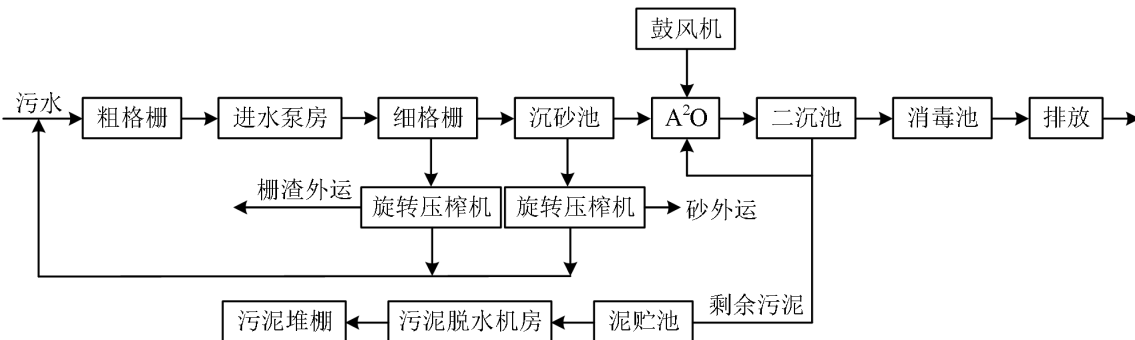 鼓风机
污水
粗格栅
进水泵房
细格栅
沉砂池
A²O
二沉池
消毒池
排放
栅渣外运
旋转压榨机
旋转压榨机
砂外运
剩余污泥
污泥堆棚
污泥脱水机房
泥贮池